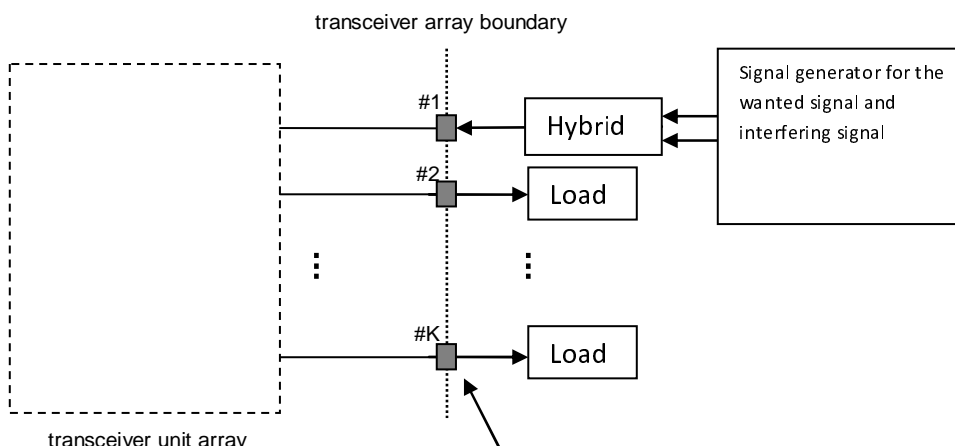 transceiver array boundary
#1
Hybrid
Signal generator for the
wanted signal and
interfering signal
#2
Load
#K
Load
transceiver unit array